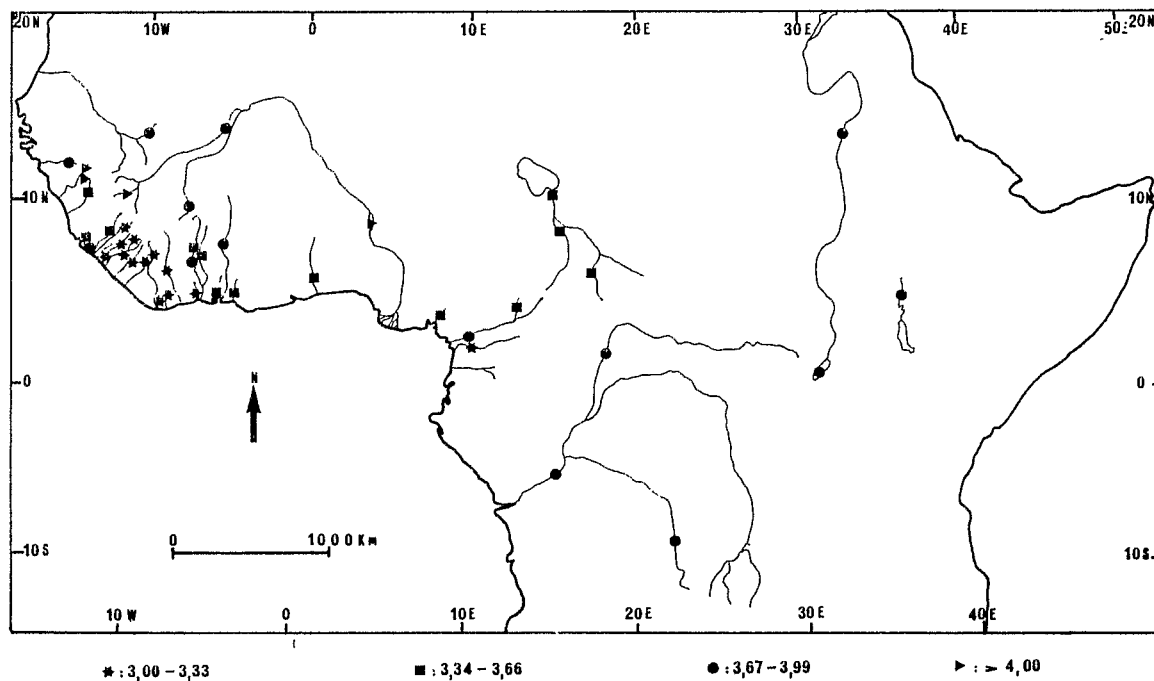 20N 10W 0 10E 20E 30E 40E 50: 20N
10N 10N
N
0 0
0 1000Km
10S 10S.
10W 0 10E 20E 30E 40E
: 3,00 – 3,33 : 3,34 – 3,66 : 3,67 – 3,99 : > 4,00